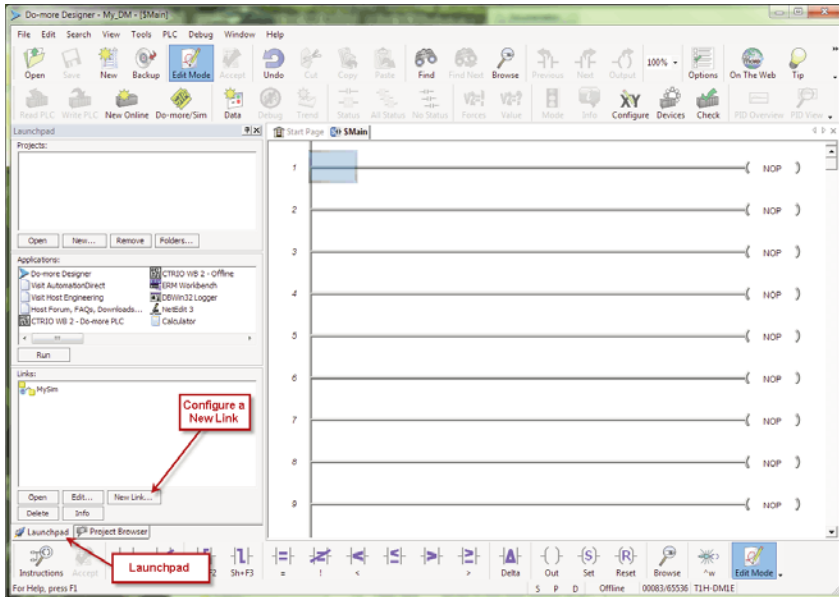 Do-more Designer - My_DM - [$Main]
File Edit Search View Tools PLC Debug Window Help
Open Save New Backup Edit Mode Accept Undo Cut Copy Paste Find Find Next Browse Previous Next Output 100% Options On The Web Tip
Read PLC Write PLC New Online Do-more/Sim Data Debug Trend Status All Status No Status Forces Value Mode Info Configure Devices Check PID Overview PID View
XY
Launchpad
Start Page $Main
Projects:
Open New... Remove Folders...
Applications:
Do-more Designer
Visit AutomationDirect
Visit Host Engineering
Host Forum, FAQs, Downloads...
CTRIO WB 2 - Do-more PLC
CTRIO WB 2 - Offline
ERM Workbench
DBWin32 Logger
NetEdit 3
Calculator
Run
Links:
MySim
Configure a
New Link
Open Edit... New Link...
Delete Info
Launchpad Project Browser
Launchpad
1 NOP
2 NOP
3 NOP
4 NOP
5 NOP
6 NOP
7 NOP
8 NOP
9 NOP
Instructions Accept F2 Sh+F3 = ! < > Delta Out Set Reset Browse ^w Edit Mode
For Help, press F1
S P D Offline 00083/65536 T1H-DM1E